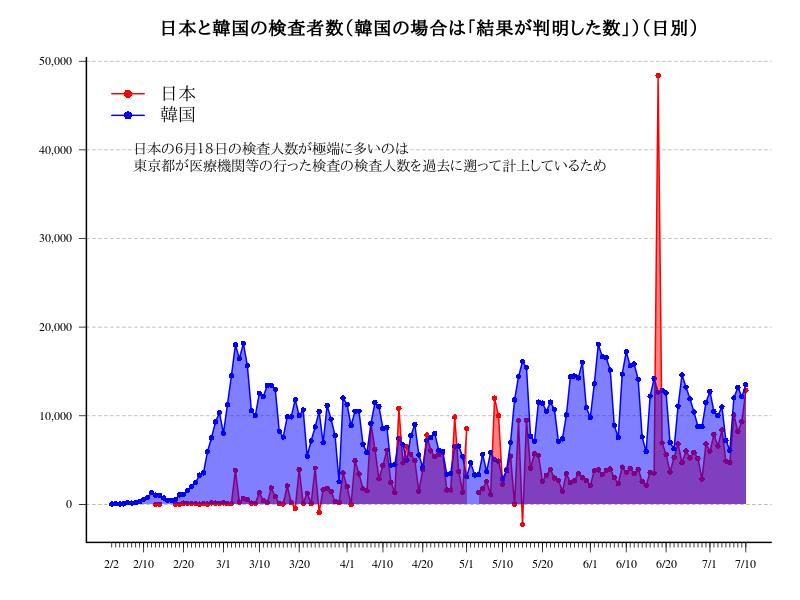 日本と韓国の検査者数（韓国の場合は「結果が判明した数」）（日別）
50,000
40,000
30,000
20,000
10,000
0
日本
韓国
日本の6月18日の検査人数が極端に多いのは
東京都が医療機関等の行った検査の検査人数を過去に遡って計上しているため
2/2 2/10 2/20 3/1 3/10 3/20 4/1 4/10 4/20 5/1 5/10 5/20 6/1 6/10 6/20 7/1 7/10